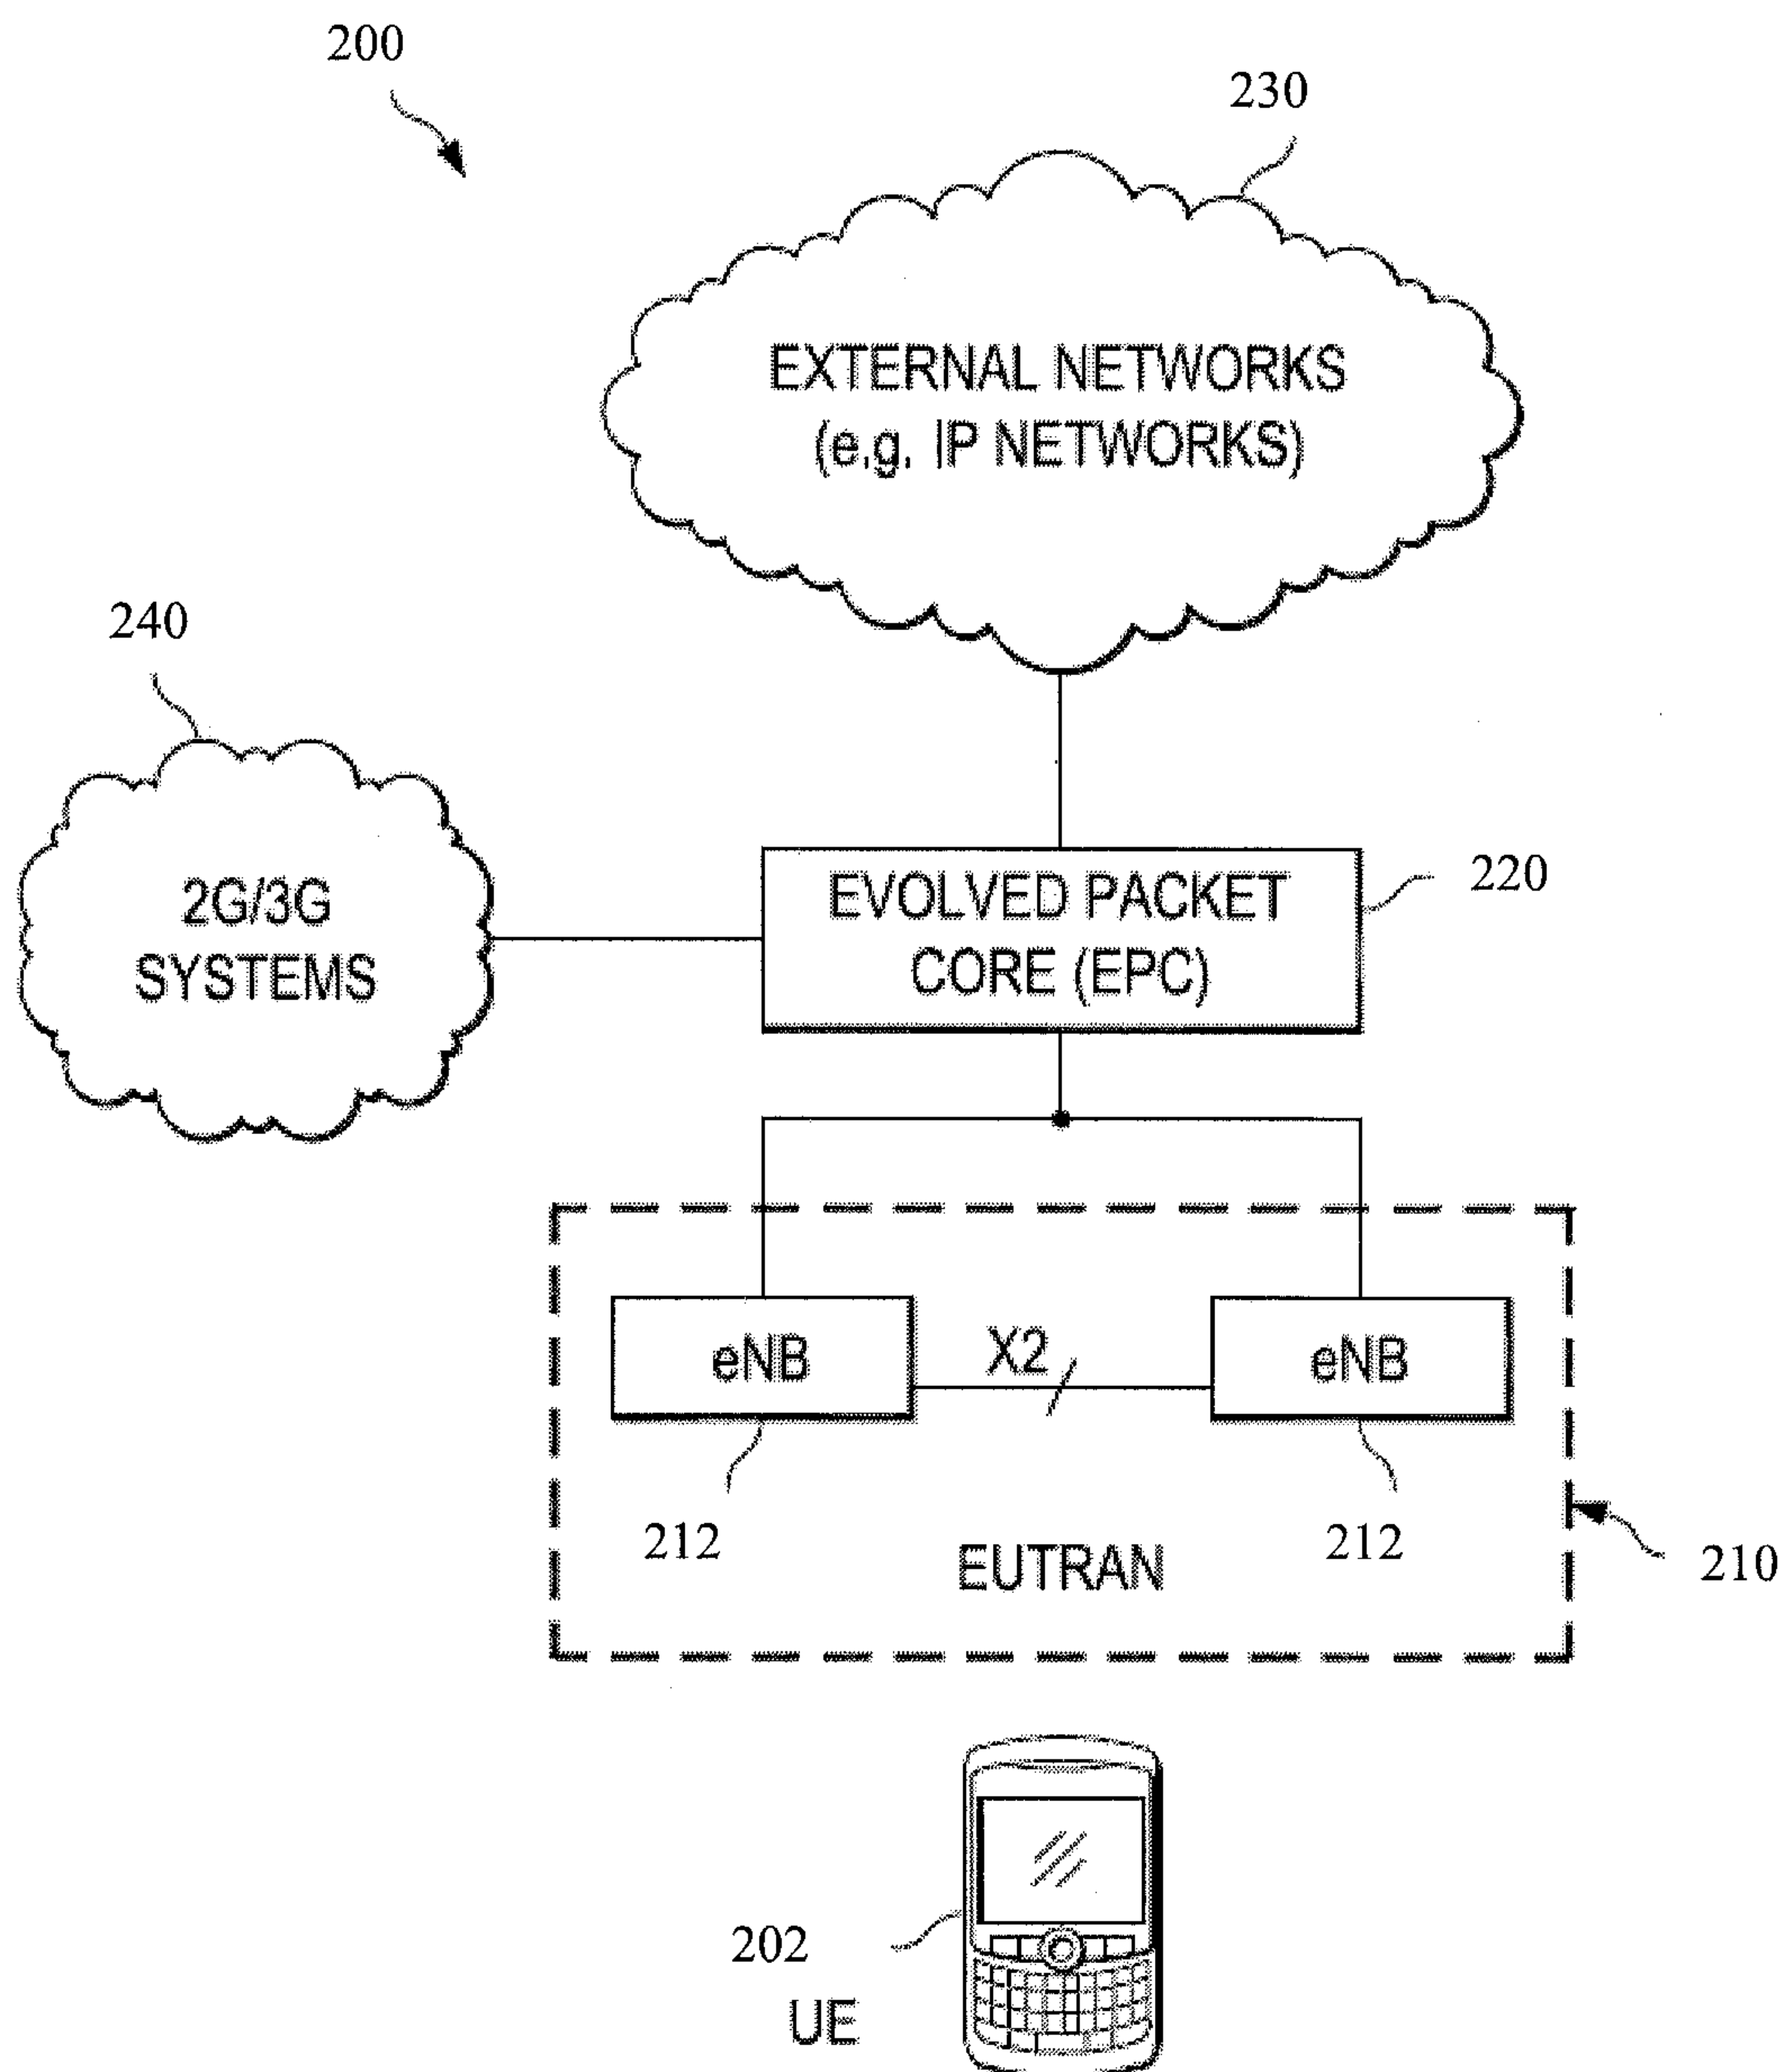 200
230
EXTERNAL NETWORKS
(e.g. IP NETWORKS)
240
2G/3G
SYSTEMS
EVOLVED PACKET
CORE (EPC)
220
eNB
X2
eNB
212
212
EUTRAN
210
202
UE